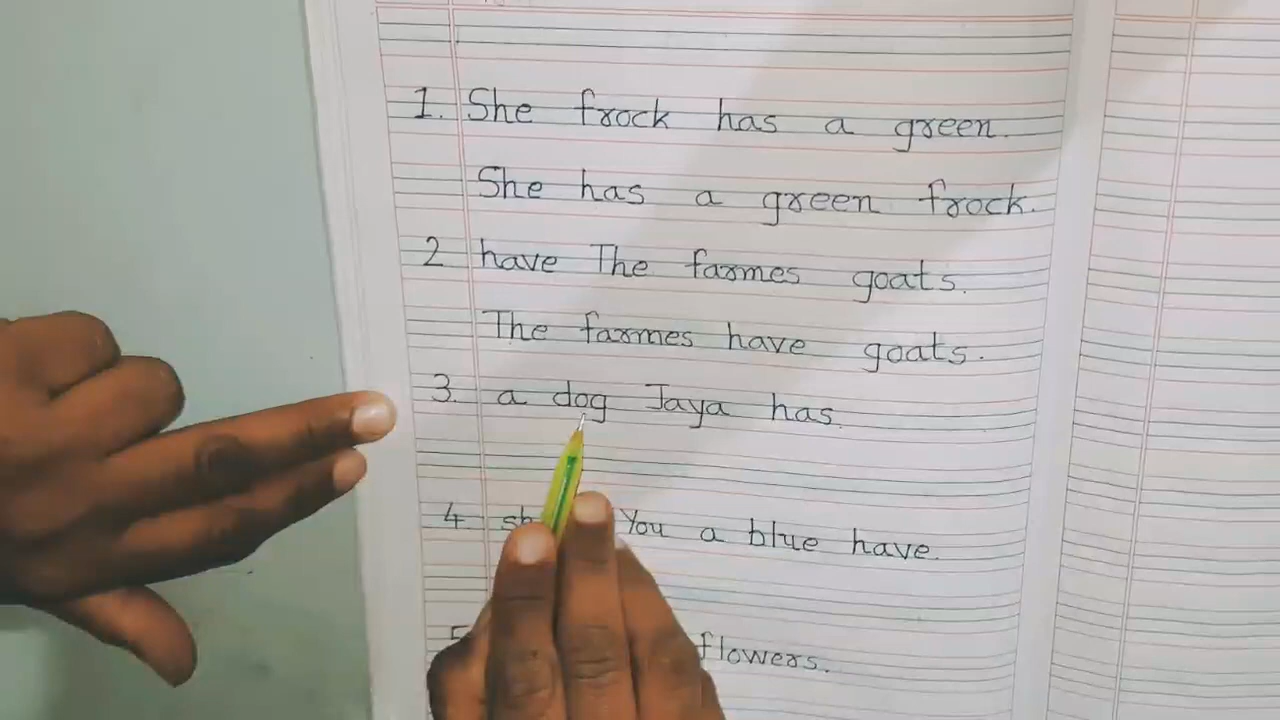 1. She frock has a green.
She has a green frock.
2 have The farmes goats.
The farmes have goats.
3 a dog Jaya has.
4 You a blue have.
flowers.